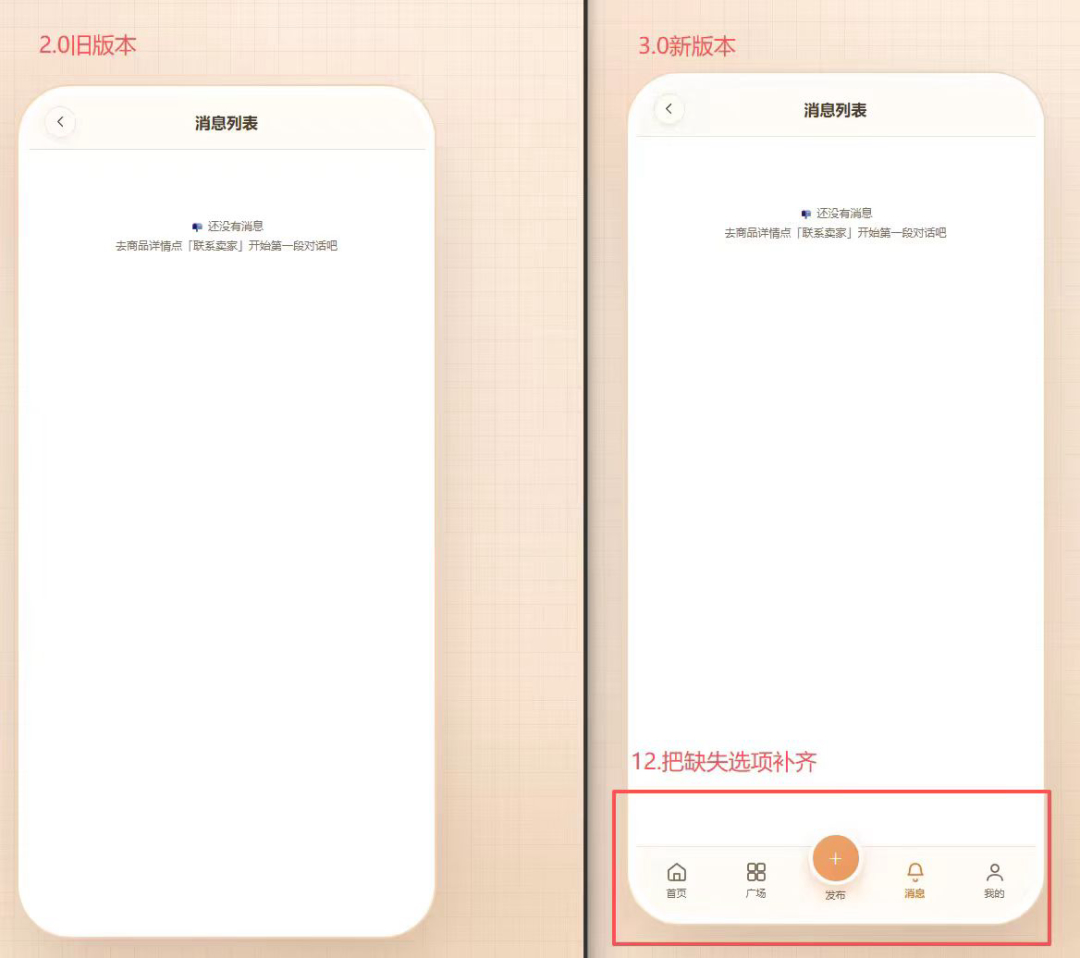 2.0旧版本
消息列表
还没有消息
去商品详情点「联系卖家」开始第一段对话吧
3.0新版本
消息列表
还没有消息
去商品详情点「联系卖家」开始第一段对话吧
12.把缺失选项补齐
首页
广场
发布
消息
我的